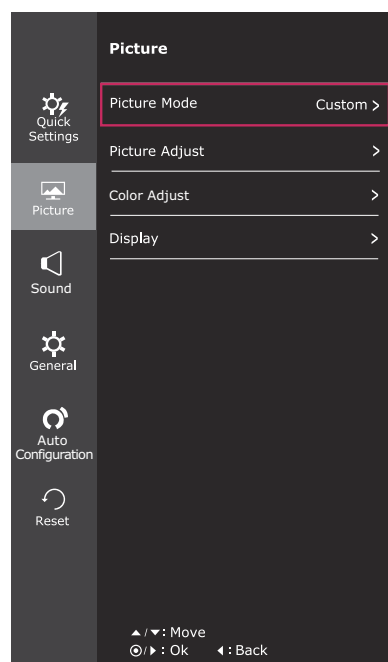 Picture
Quick
Settings
Picture
Sound
General
Auto
Configuration
Reset
Picture Mode Custom >
Picture Adjust >
Color Adjust >
Display >
▲/▼: Move
◉/▶: Ok ◀: Back